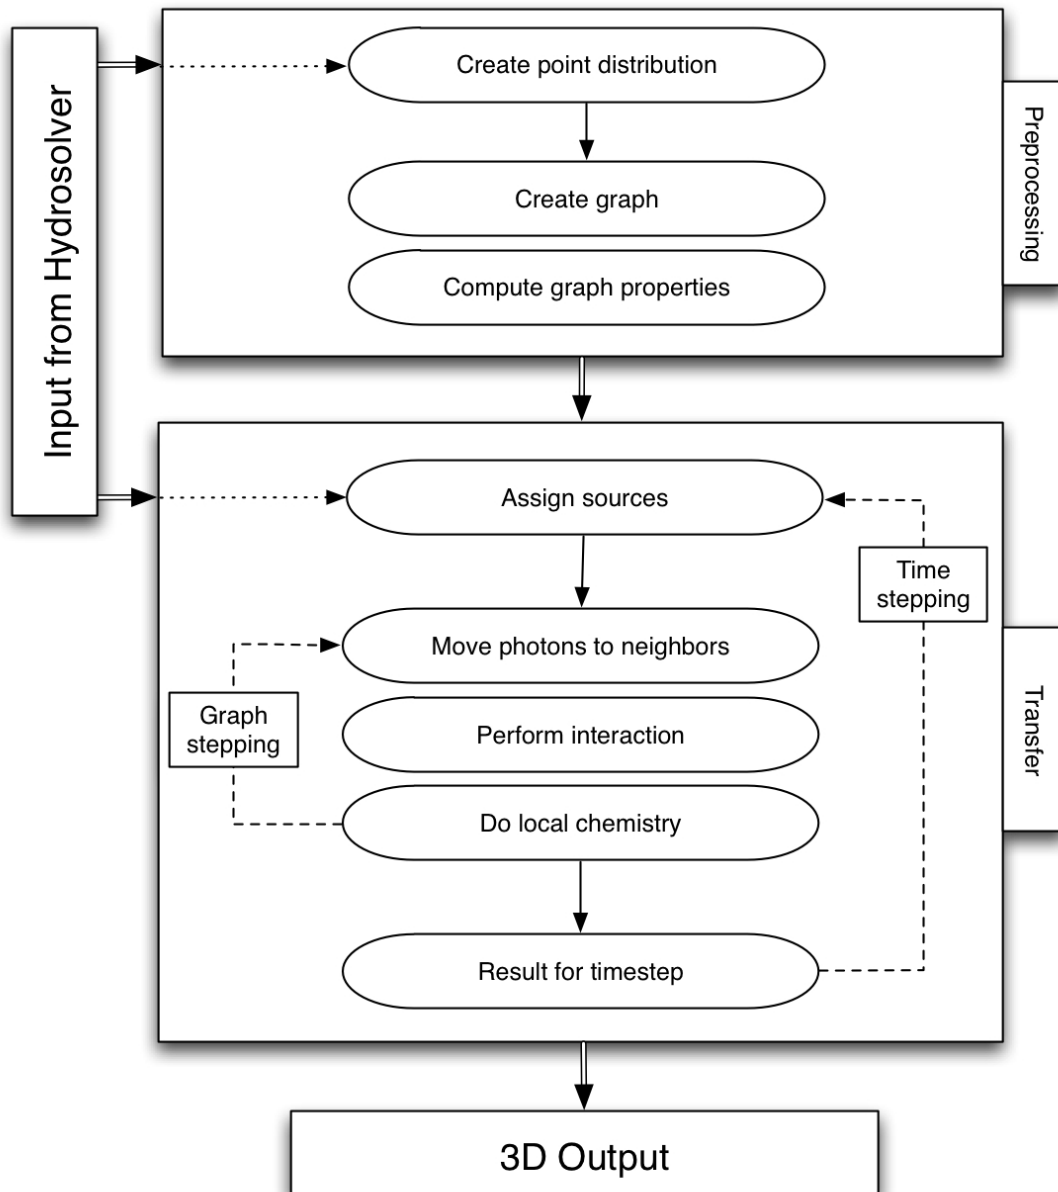 Input from Hydrosolver
Create point distribution
Create graph
Compute graph properties
Preprocessing
Assign sources
Time
stepping
Move photons to neighbors
Graph
stepping
Perform interaction
Do local chemistry
Transfer
Result for timestep
3D Output